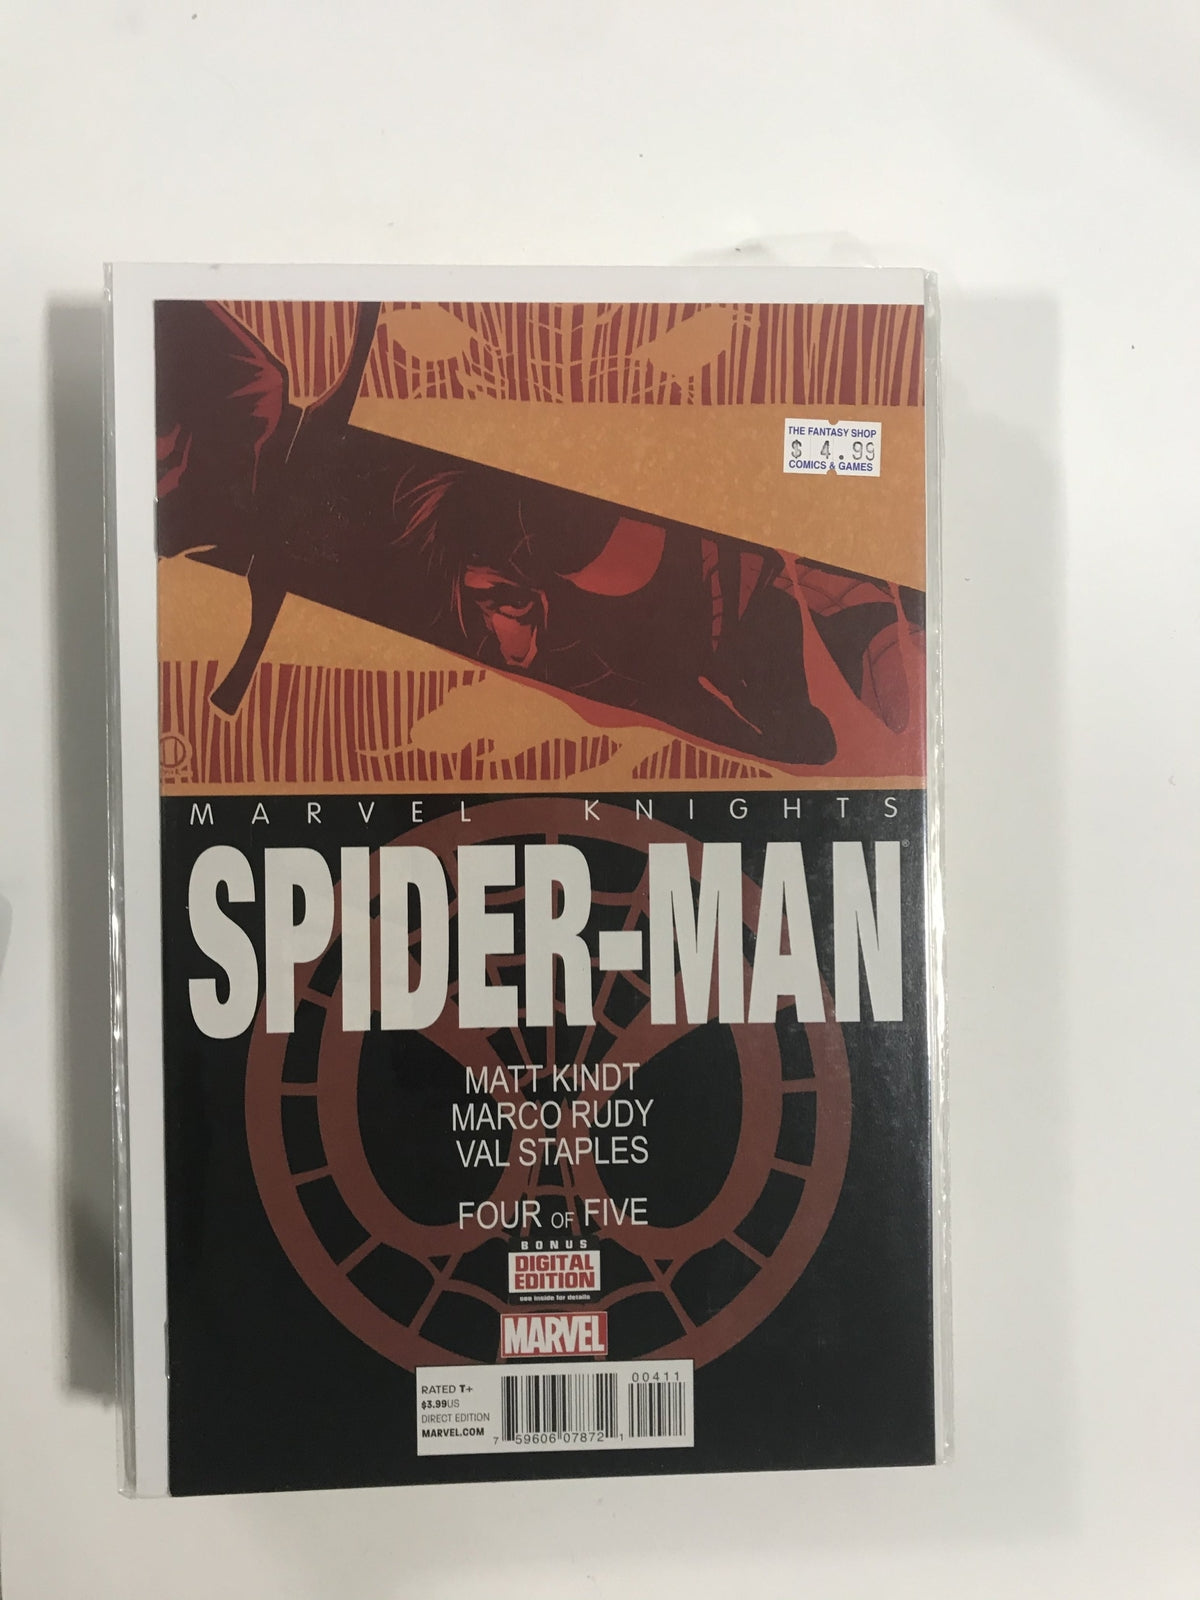 THE FANTASY SHOP
$ 4.99
COMICS & GAMES
MARVEL KNIGHTS
SPIDER-MAN®
MATT KINDT
MARCO RUDY
VAL STAPLES
FOUR OF FIVE
BONUS
DIGITAL
EDITION
see inside for details
MARVEL
RATED T+
$3.99US
DIRECT EDITION
MARVEL.COM
00411
7 59606 07872 1